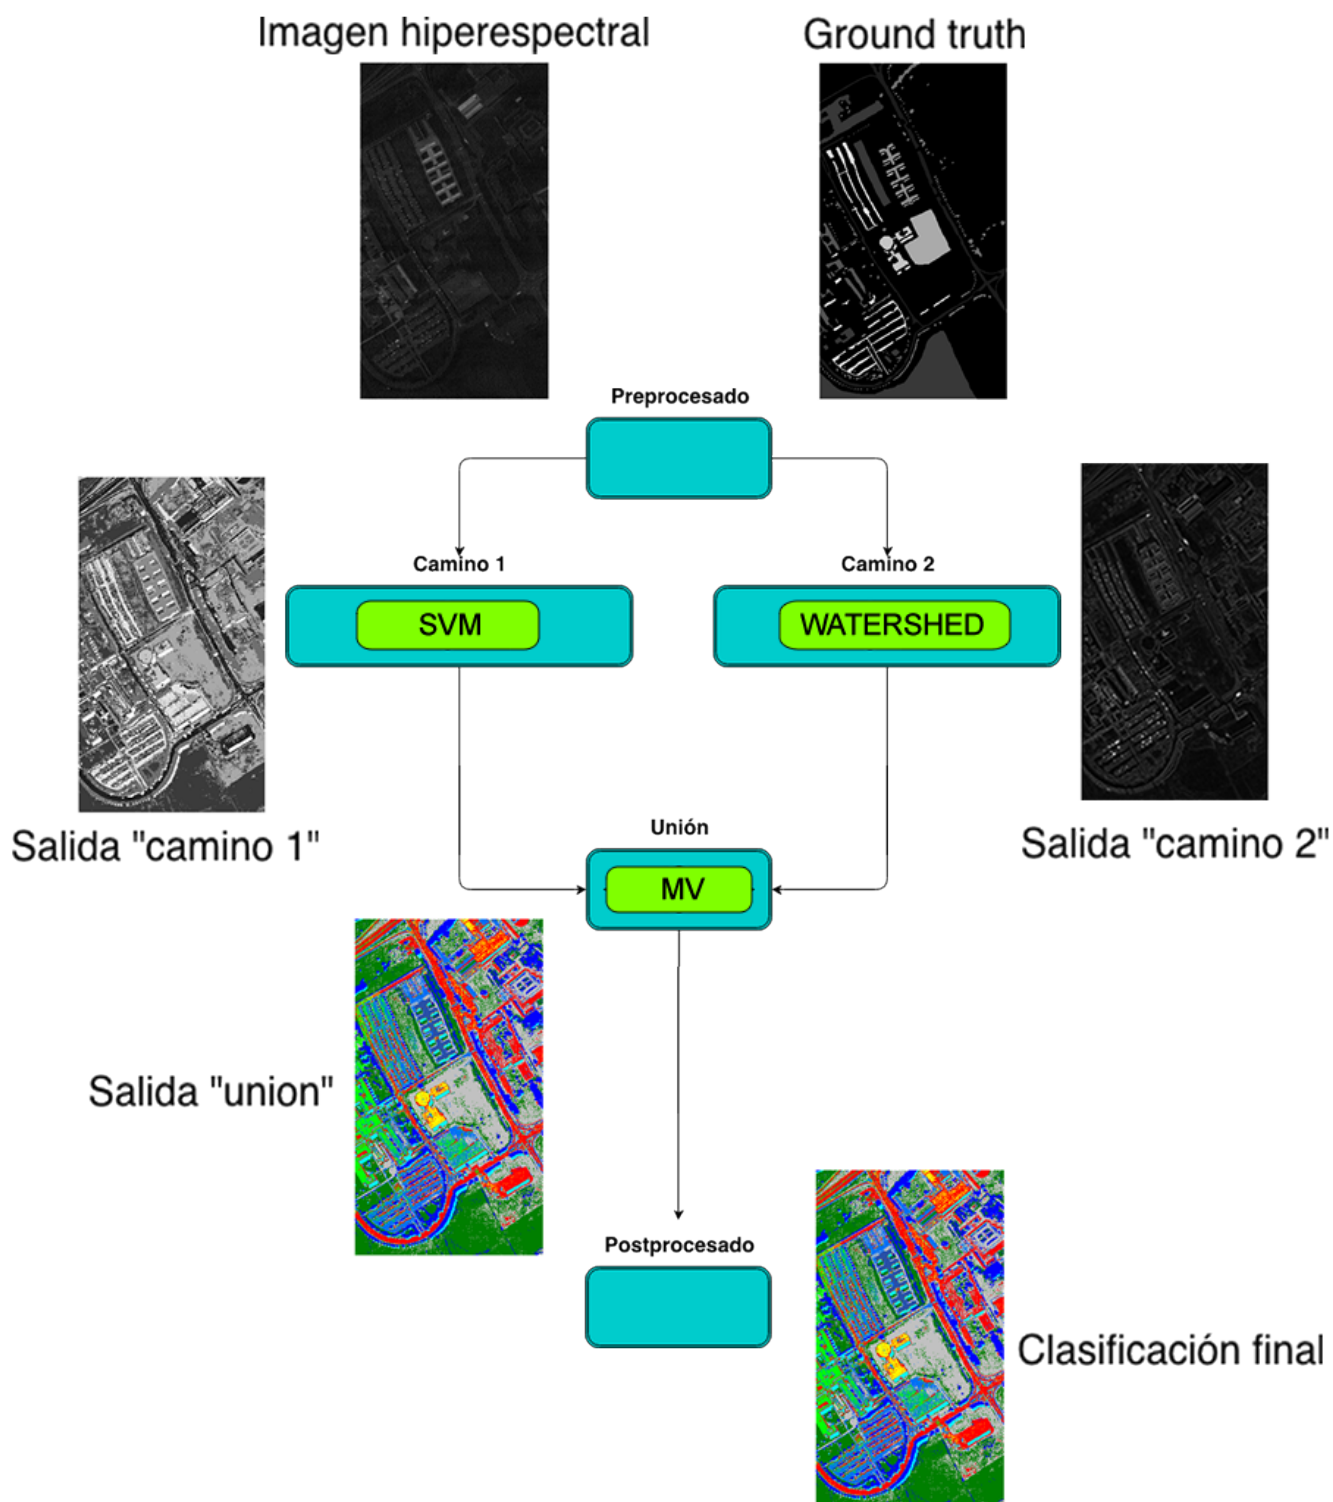 Imagen hiperespectral
Ground truth
Preprocesado
Camino 1
Camino 2
SVM
WATERSHED
Salida "camino 1"
Unión
Salida "camino 2"
MV
Salida "union"
Postprocesado
Clasificación final